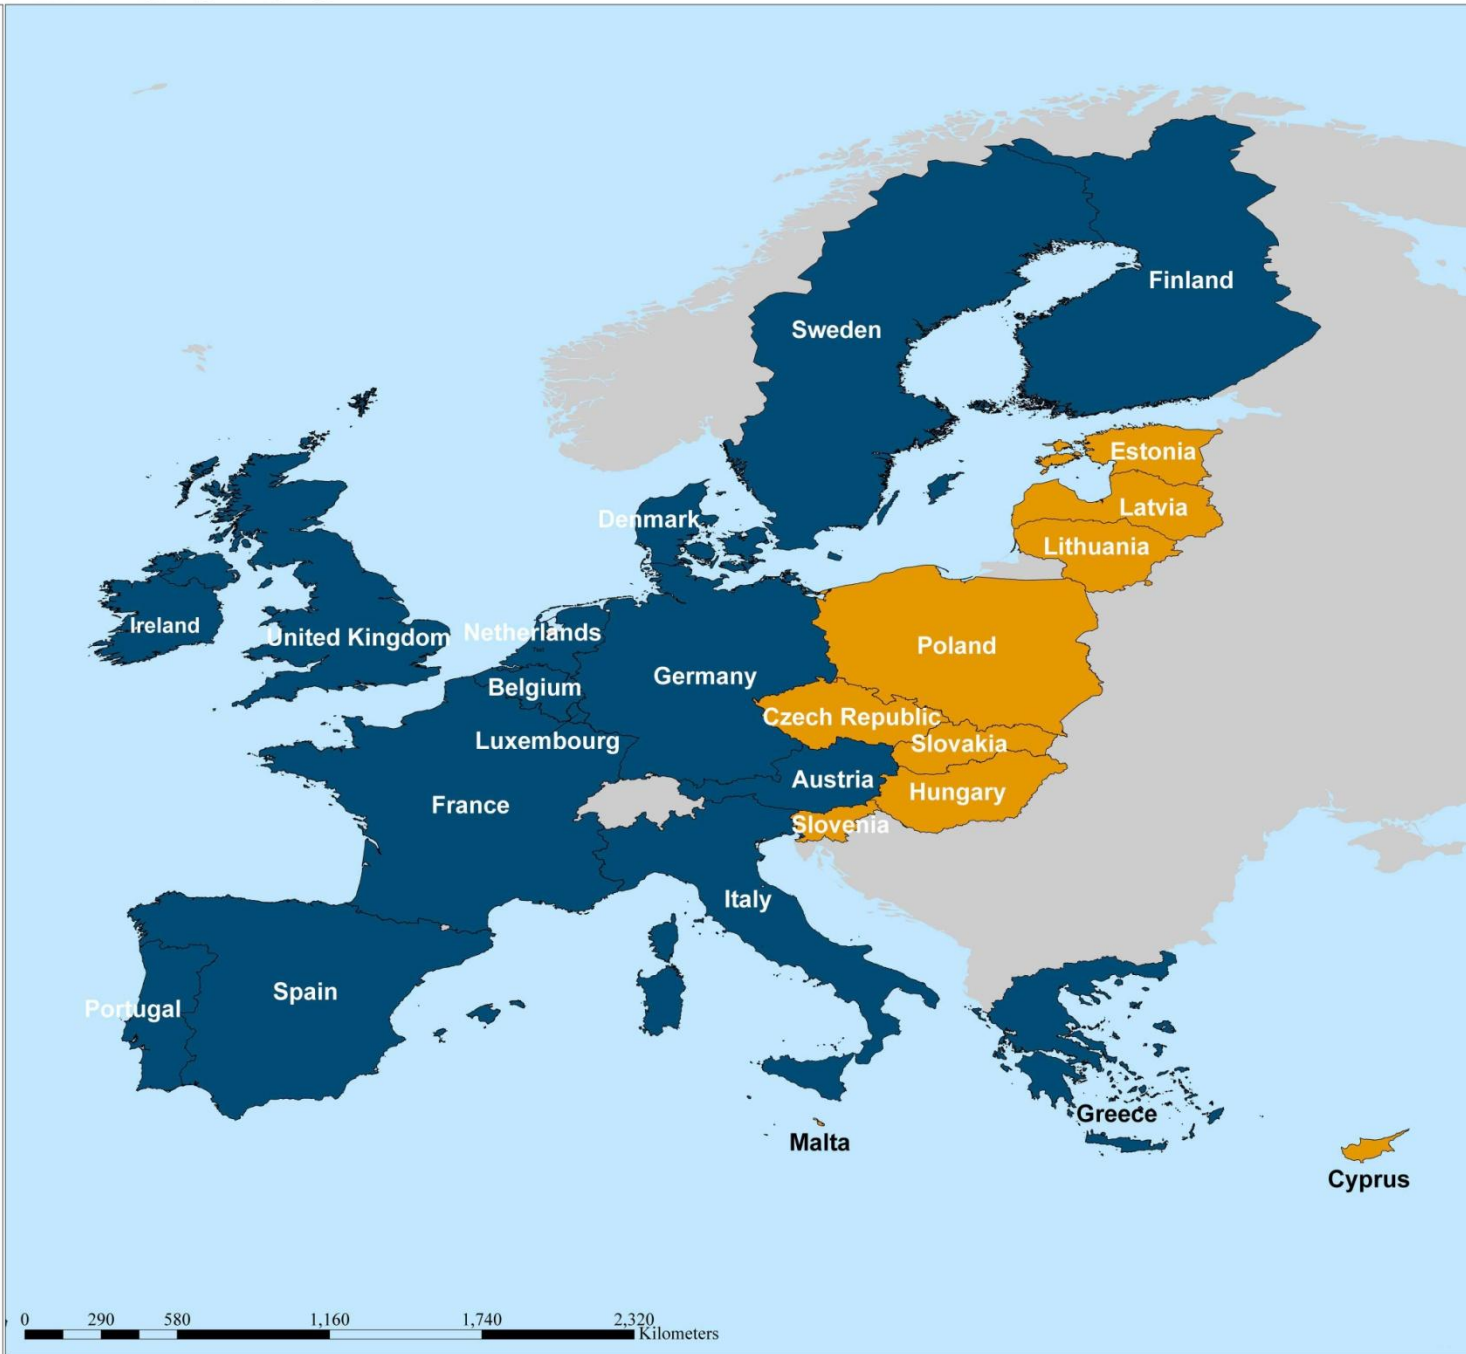 Finland
Sweden
Estonia
Latvia
Denmark
Lithuania
Ireland
United Kingdom
Netherlands
Poland
Germany
Belgium
Czech Republic
Luxembourg
Slovakia
Austria
Hungary
France
Slovenia
Italy
Spain
Portugal
Greece
Malta
Cyprus
0 290 580 1,160 1,740 2,320
Kilometers